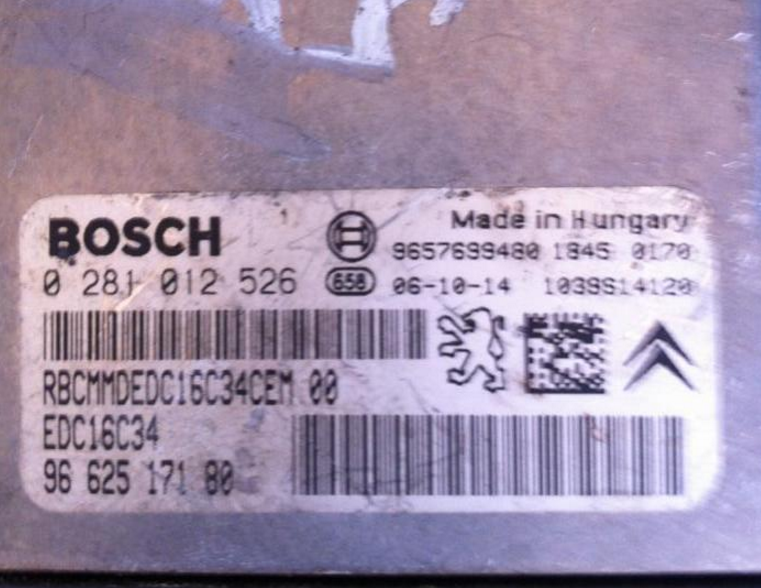 BOSCH
Made in Hungary
9657699480 1845 0170
0 281 012 526
658 06-10-14 1039S14120
RBCMMDEDC16C34CEM 00
EDC16C34
96 625 171 80